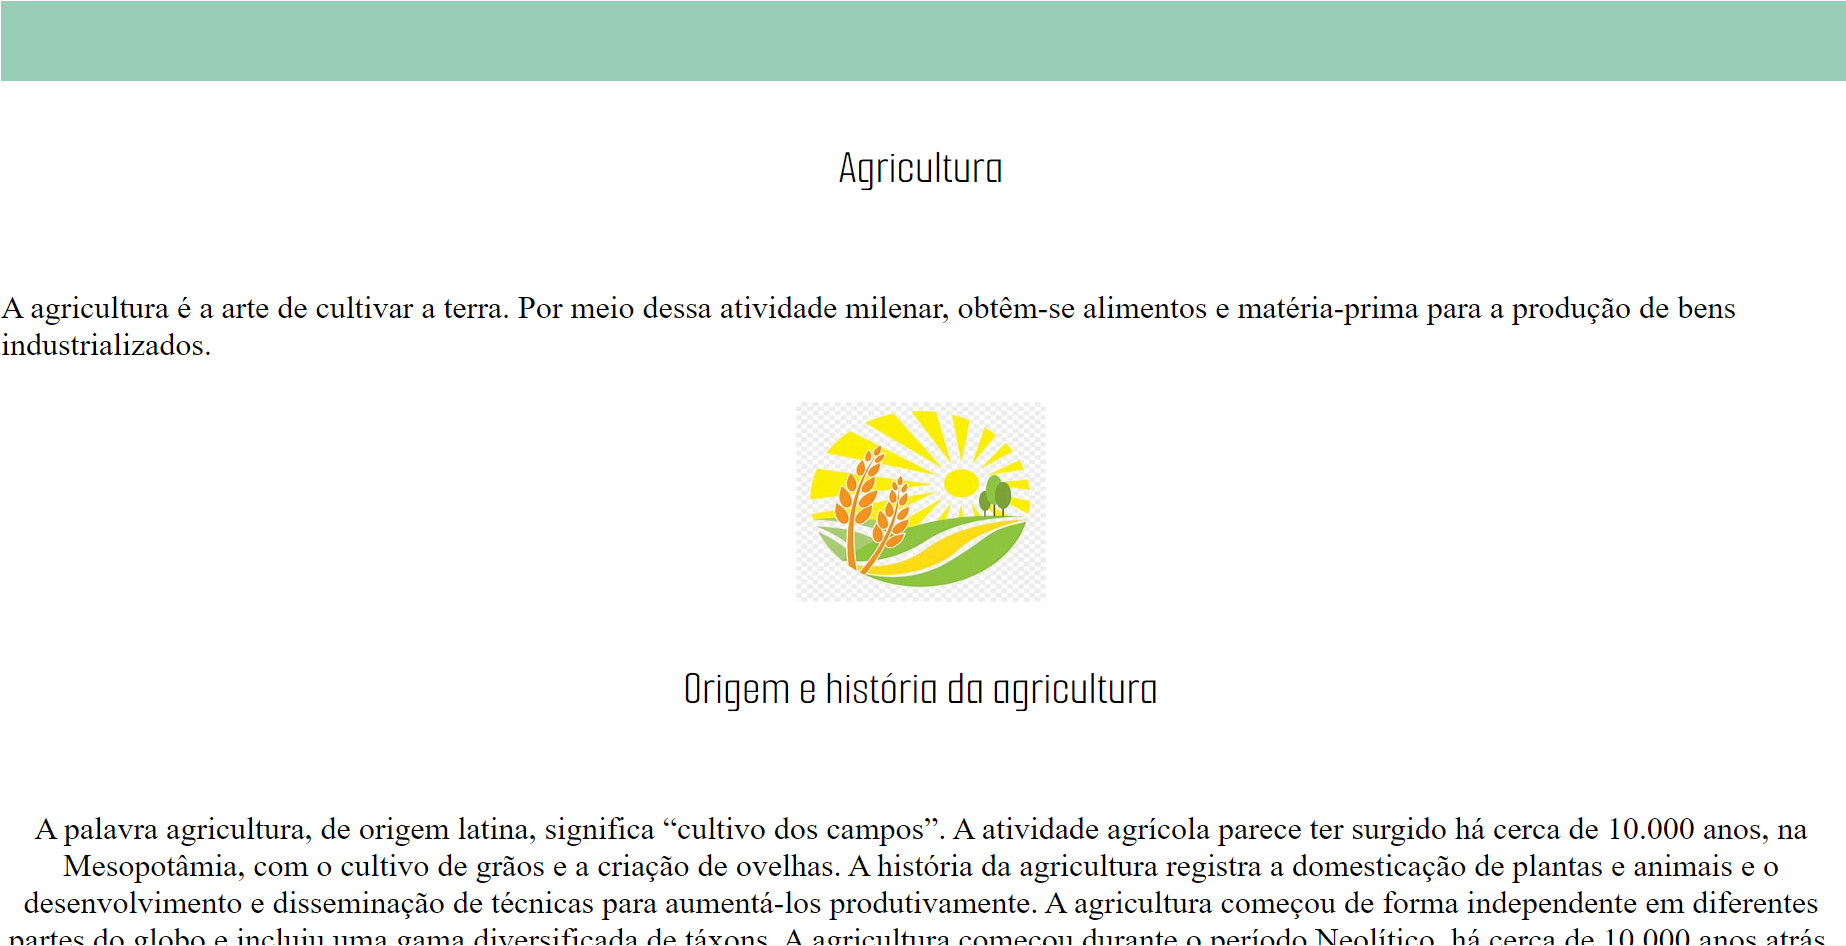 Agricultura
A agricultura é a arte de cultivar a terra. Por meio dessa atividade milenar, obtêm-se alimentos e matéria-prima para a produção de bens
industrializados.
Origem e história da agricultura
A palavra agricultura, de origem latina, significa “cultivo dos campos”. A atividade agrícola parece ter surgido há cerca de 10.000 anos, na
Mesopotâmia, com o cultivo de grãos e a criação de ovelhas. A história da agricultura registra a domesticação de plantas e animais e o
desenvolvimento e disseminação de técnicas para aumentá-los produtivamente. A agricultura começou de forma independente em diferentes
partes do globo e incluiu uma gama diversificada de táxons. A agricultura começou durante o período Neolítico, há cerca de 10.000 anos atrás